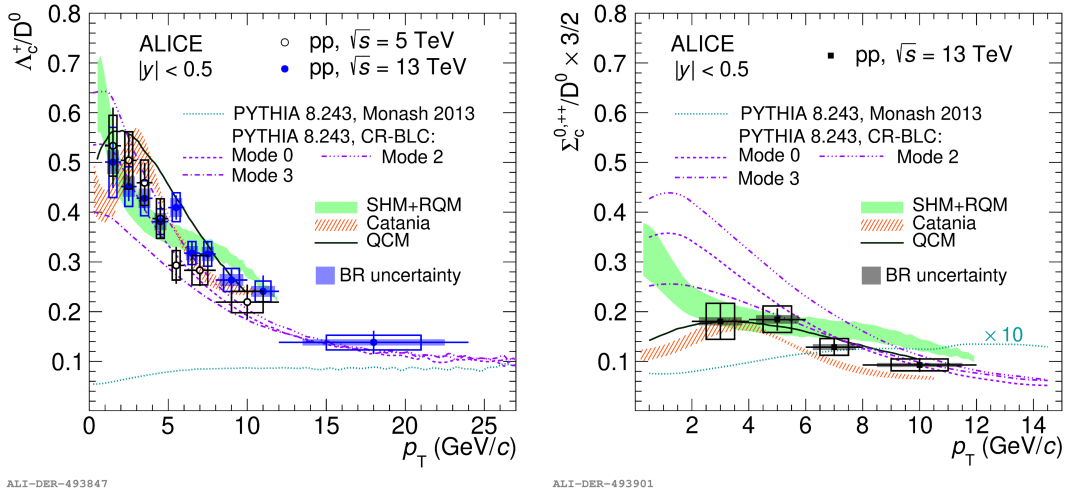 Λc+/D0
0.8
0.7
0.6
0.5
0.4
0.3
0.2
0.1
ALICE
|y| < 0.5
pp, √s = 5 TeV
pp, √s = 13 TeV
PYTHIA 8.243, Monash 2013
PYTHIA 8.243, CR-BLC:
Mode 0 Mode 2
Mode 3
SHM+RQM
Catania
QCM
BR uncertainty
0 5 10 15 20 25
pT (GeV/c)
ALI-DER-493847
Σc0,++/D0 × 3/2
0.8
0.7
0.6
0.5
0.4
0.3
0.2
0.1
ALICE
|y| < 0.5
pp, √s = 13 TeV
PYTHIA 8.243, Monash 2013
PYTHIA 8.243, CR-BLC:
Mode 0 Mode 2
Mode 3
SHM+RQM
Catania
QCM
BR uncertainty
× 10
2 4 6 8 10 12 14
pT (GeV/c)
ALI-DER-493901